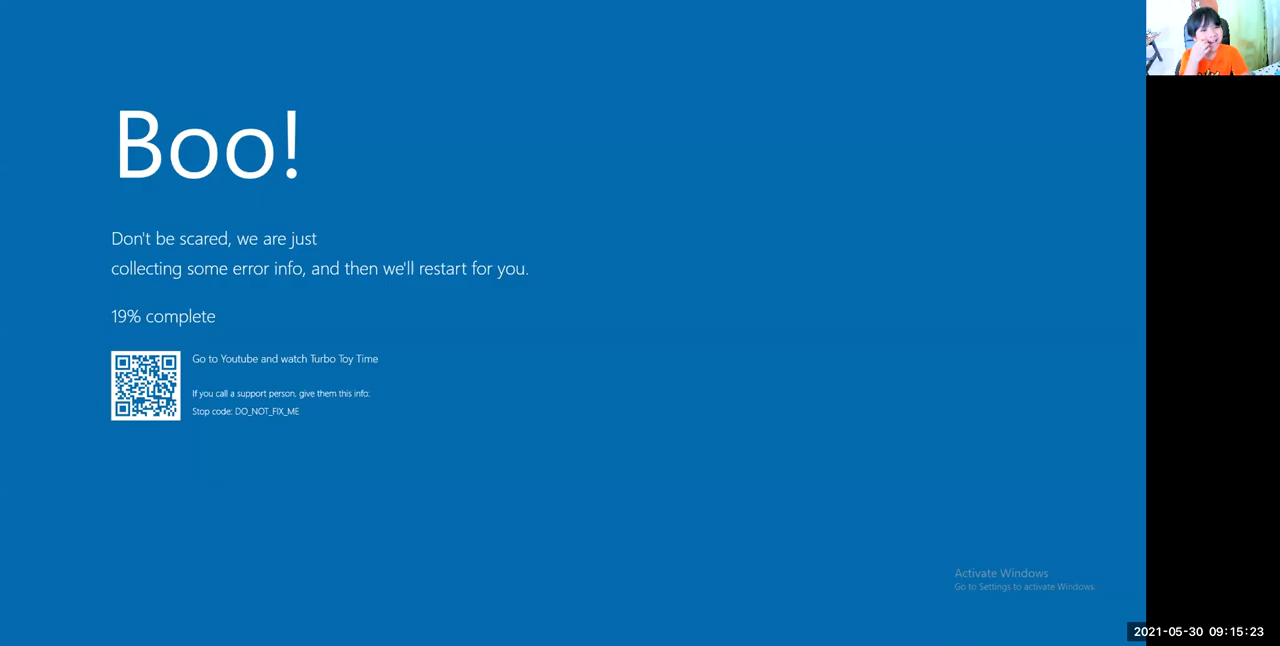 Boo!
Don't be scared, we are just
collecting some error info, and then we'll restart for you.
19% complete
Go to Youtube and watch Turbo Toy Time
If you call a support person, give them this info:
Stop code: DO_NOT_FIX_ME
Activate Windows
Go to Settings to activate Windows.
2021-05-30 09:15:23